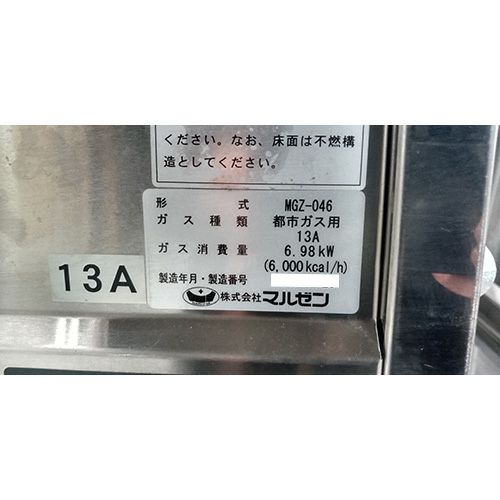 ください。なお、床面は不燃構
造としてください。
形式 MGZ-046
ガス種類 都市ガス用
13A
ガス消費量 6.98kW
(6,000kcal/h)
製造年月・製造番号
株式会社マルゼン
13A